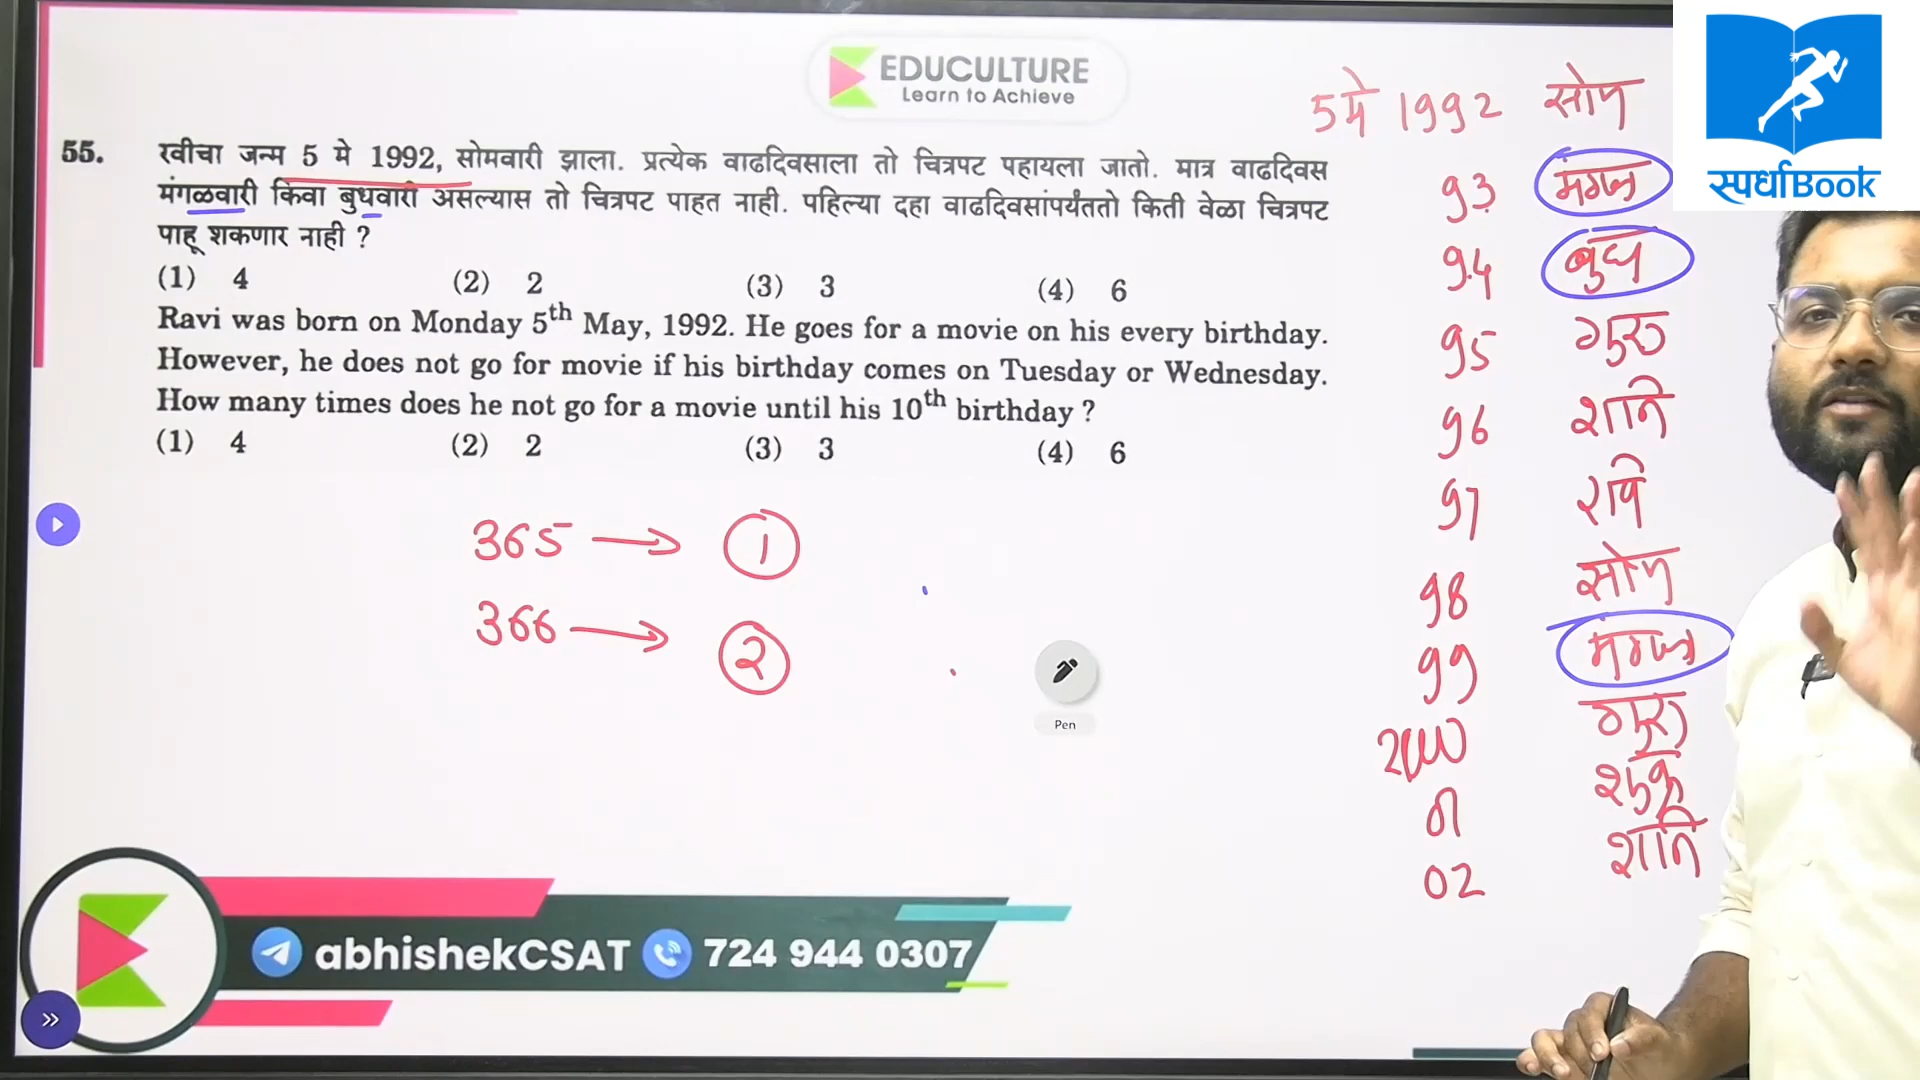 EDUCULTURE
Learn to Achieve
स्पर्धाBook
55. रवीचा जन्म 5 मे 1992, सोमवारी झाला. प्रत्येक वाढदिवसाला तो चित्रपट पहायला जातो. मात्र वाढदिवस
मंगळवारी किंवा बुधवारी असल्यास तो चित्रपट पाहत नाही. पहिल्या दहा वाढदिवसांपर्यंततो किती वेळा चित्रपट
पाहू शकणार नाही ?
(1) 4 (2) 2 (3) 3 (4) 6
Ravi was born on Monday 5th May, 1992. He goes for a movie on his every birthday.
However, he does not go for movie if his birthday comes on Tuesday or Wednesday.
How many times does he not go for a movie until his 10th birthday ?
(1) 4 (2) 2 (3) 3 (4) 6
365 → 1
366 → 2
Pen
5 मे 1992 सोम
93 मंगळ
94 बुध
95 गुरु
96 शनि
97 रवि
98 सोम
99 मंगळ
2000 गुरु
01 शुक्र
02 शनि
abhishekCSAT 724 944 0307